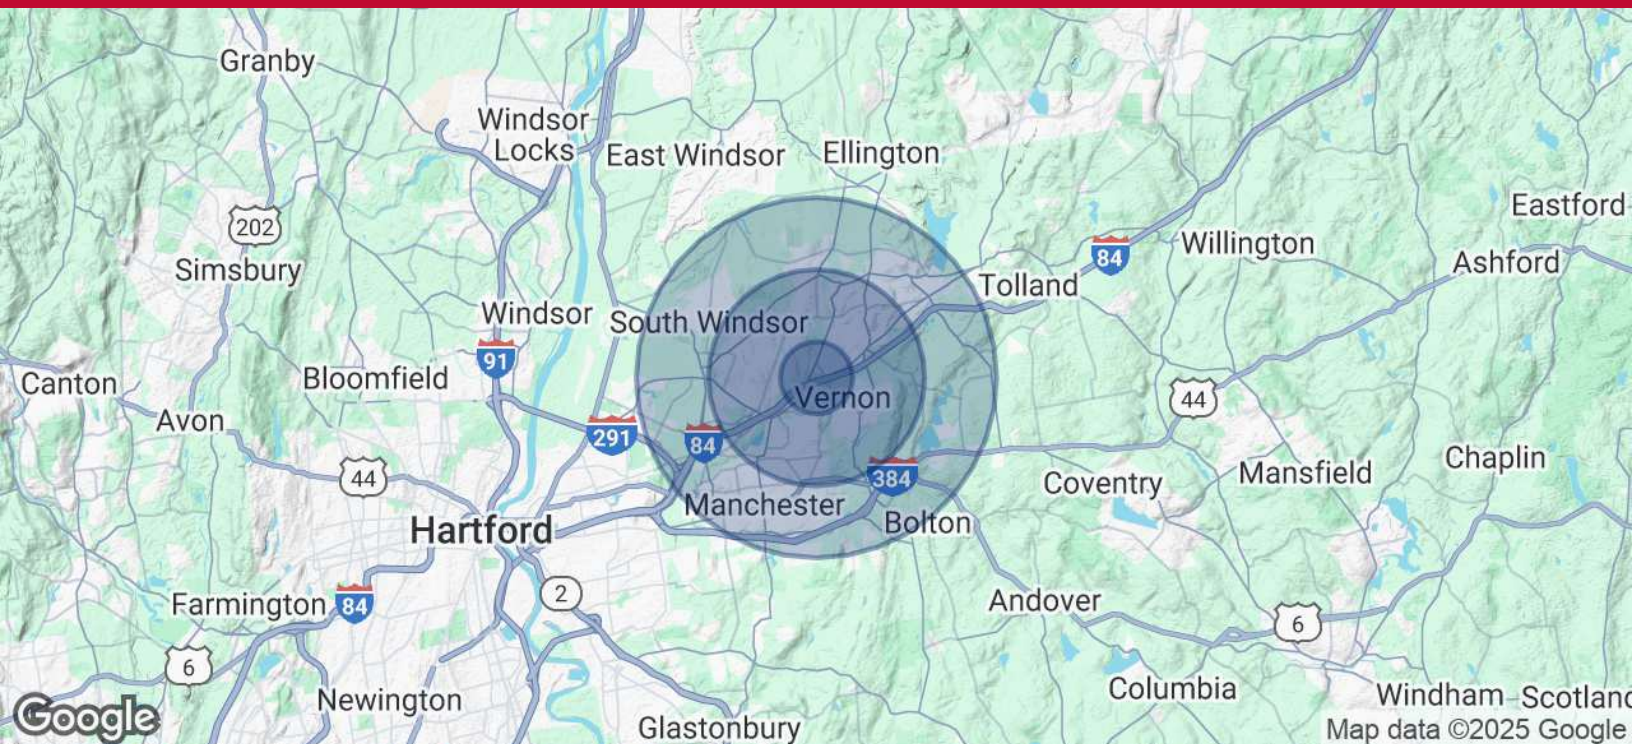 Granby
Windsor
Locks
East Windsor
Ellington
202
Simsbury
Eastford
84
Willington
Ashford
Tolland
Windsor
South Windsor
91
Canton
Bloomfield
Vernon
44
Avon
291
84
44
384
Coventry
Mansfield
Chaplin
Manchester
Hartford
Bolton
2
Farmington
84
Andover
6
6
Newington
Columbia
Windham
Scotland
Google
Glastonbury
Map data ©2025 Google